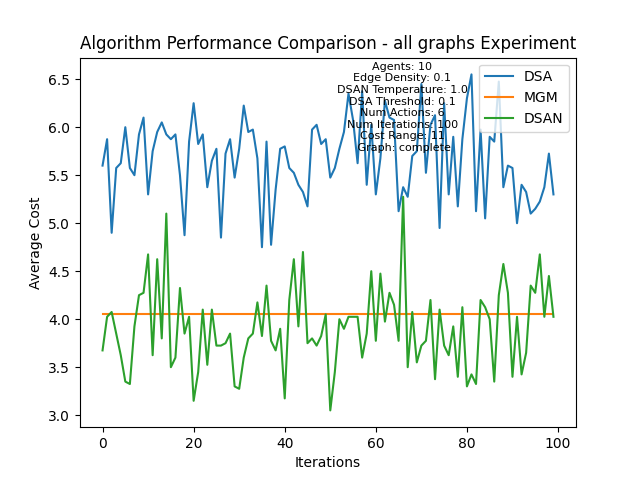 Algorithm Performance Comparison - all graphs Experiment
Agents: 10
Edge Density: 0.1
DSAN Temperature: 1.0
DSA Threshold: 0.1
Num Actions: 6
Num Iterations: 100
Cost Range: 11
Graph: complete
DSA
MGM
DSAN
Average Cost
6.5
6.0
5.5
5.0
4.5
4.0
3.5
3.0
0
20
40
60
80
100
Iterations